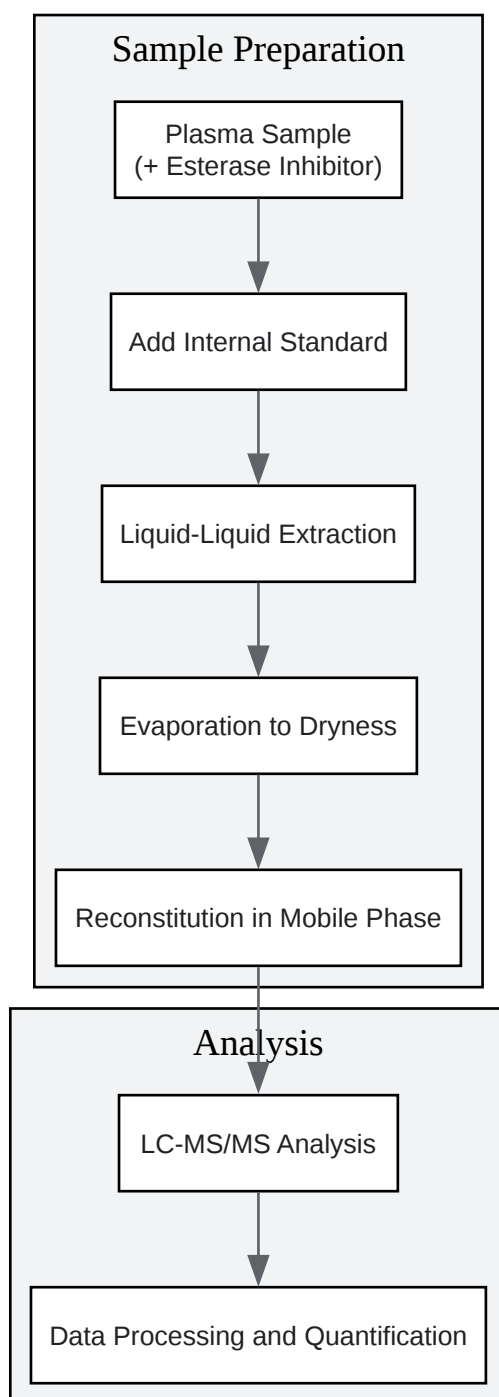 Sample Preparation
Plasma Sample
(+ Esterase Inhibitor)
Add Internal Standard
Liquid-Liquid Extraction
Evaporation to Dryness
Reconstitution in Mobile Phase
Analysis
LC-MS/MS Analysis
Data Processing and Quantification